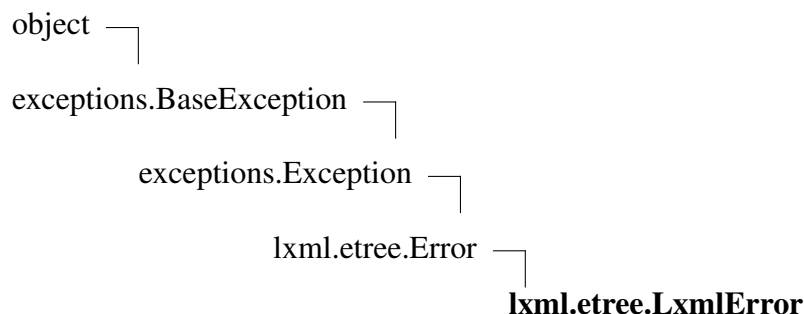 object
exceptions.BaseException
exceptions.Exception
lxml.etree.Error
lxml.etree.LxmlError